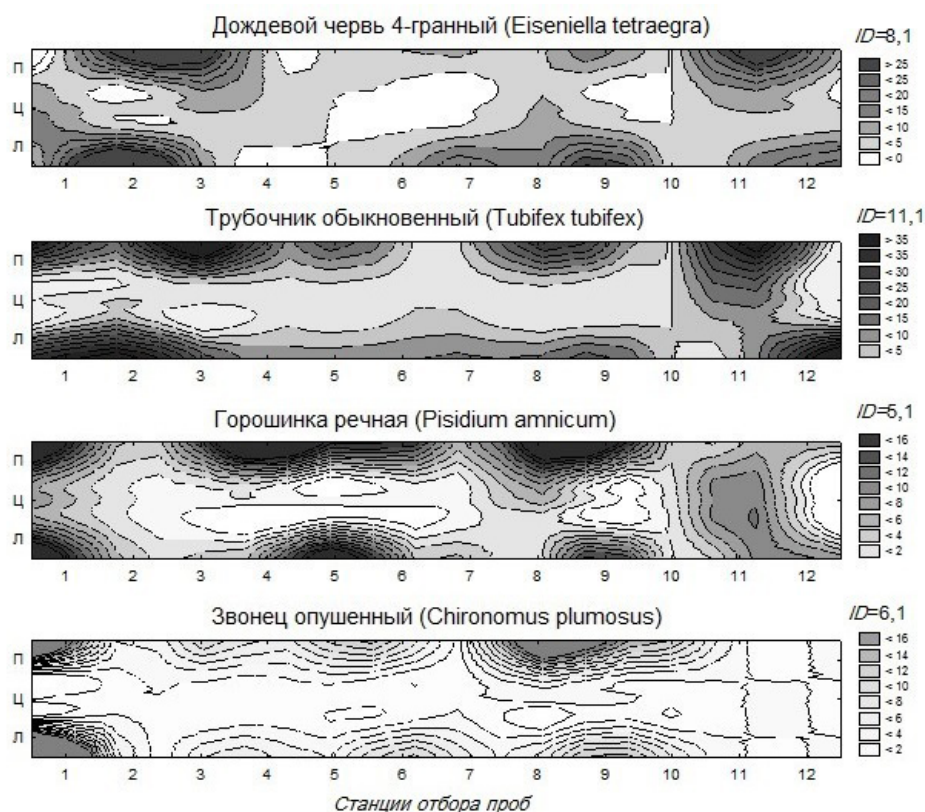 Дождевой червь 4-гранный (Eiseniella tetraegra)
ID=8,1
П
Ц
Л
> 25
< 25
< 20
< 15
< 10
< 5
< 0
1 2 3 4 5 6 7 8 9 10 11 12
Трубочник обыкновенный (Tubifex tubifex)
ID=11,1
П
Ц
Л
> 35
< 35
< 30
< 25
< 20
< 15
< 10
< 5
1 2 3 4 5 6 7 8 9 10 11 12
Горошинка речная (Pisidium amnicum)
ID=5,1
П
Ц
Л
< 16
< 14
< 12
< 10
< 8
< 6
< 4
< 2
1 2 3 4 5 6 7 8 9 10 11 12
Звонец опушенный (Chironomus plumosus)
ID=6,1
П
Ц
Л
< 16
< 14
< 12
< 10
< 8
< 6
< 4
< 2
1 2 3 4 5 6 7 8 9 10 11 12
Станции отбора проб